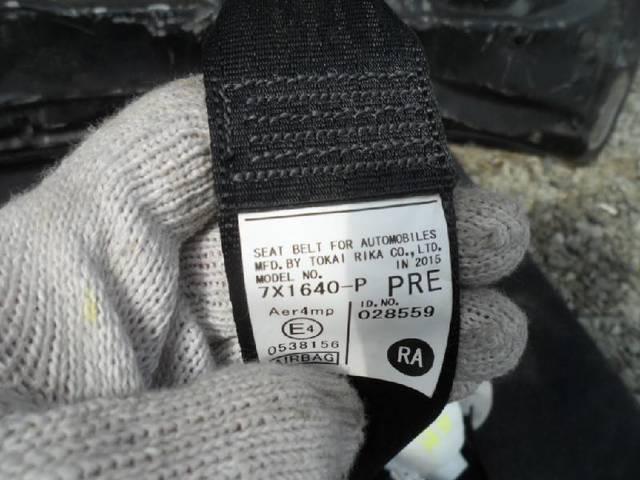 SEAT BELT FOR AUTOMOBILES
MFD. BY TOKAI RIKA CO., LTD.
MODEL NO. IN 2015
7X1640-P PRE
Aer4mp I.D. NO.
E4 028559
0538156
AIRBAG RA